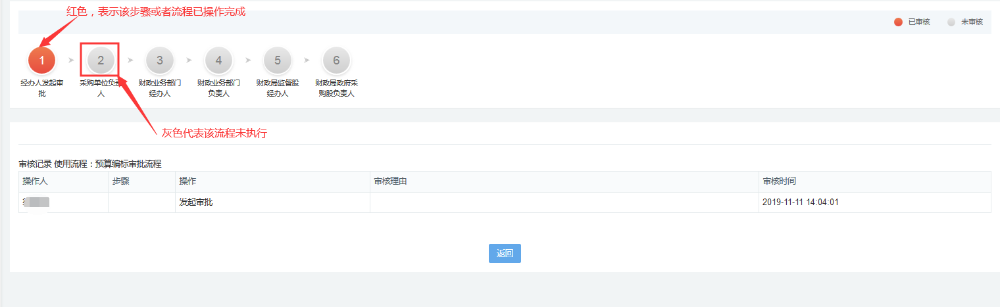 红色，表示该步骤或者流程已操作完成
已审核 未审核
1 2 3 4 5 6
经办人发起审 采购单位负责 财政业务部门 财政业务部门 财政局监督股 财政局政府采
批 人 经办人 负责人 经办人 购股负责人
灰色代表该流程未执行
审核记录 使用流程：预算编标审批流程
操作人 步骤 操作 审核理由 审核时间
发起审批 2019-11-11 14:04:01
返回